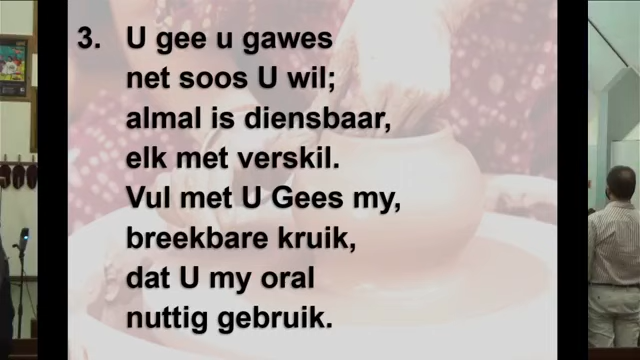 3. U gee u gawes
net soos U wil;
almal is diensbaar,
elk met verskil.
Vul met U Gees my,
breekbare kruik,
dat U my oral
nuttig gebruik.